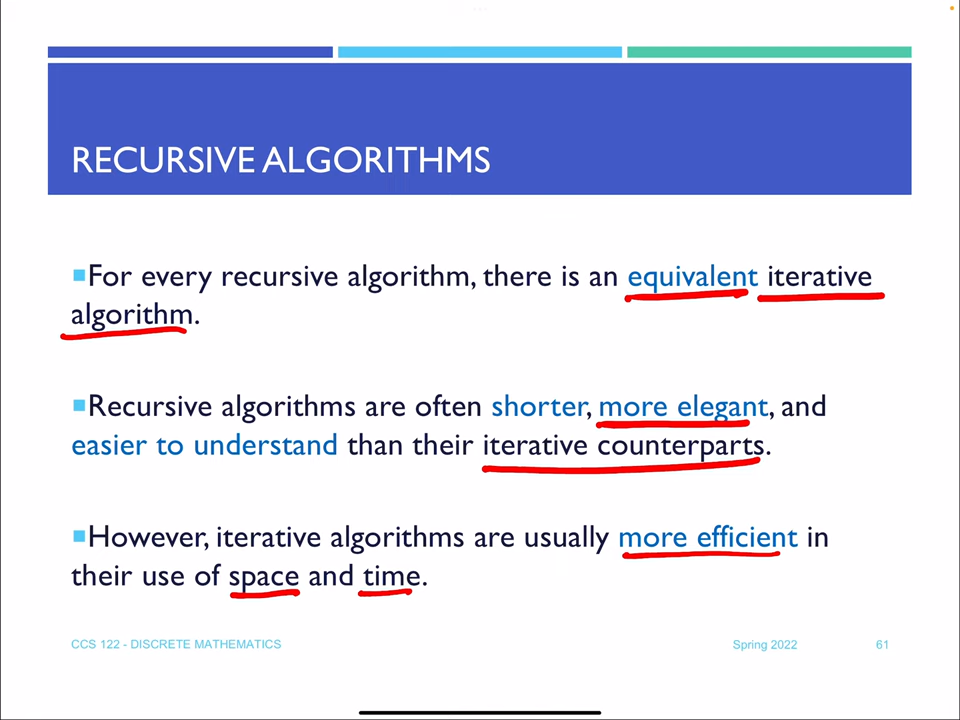 RECURSIVE ALGORITHMS
▪For every recursive algorithm, there is an equivalent iterative
algorithm.
▪Recursive algorithms are often shorter, more elegant, and
easier to understand than their iterative counterparts.
▪However, iterative algorithms are usually more efficient in
their use of space and time.
CCS 122 - DISCRETE MATHEMATICS Spring 2022 61